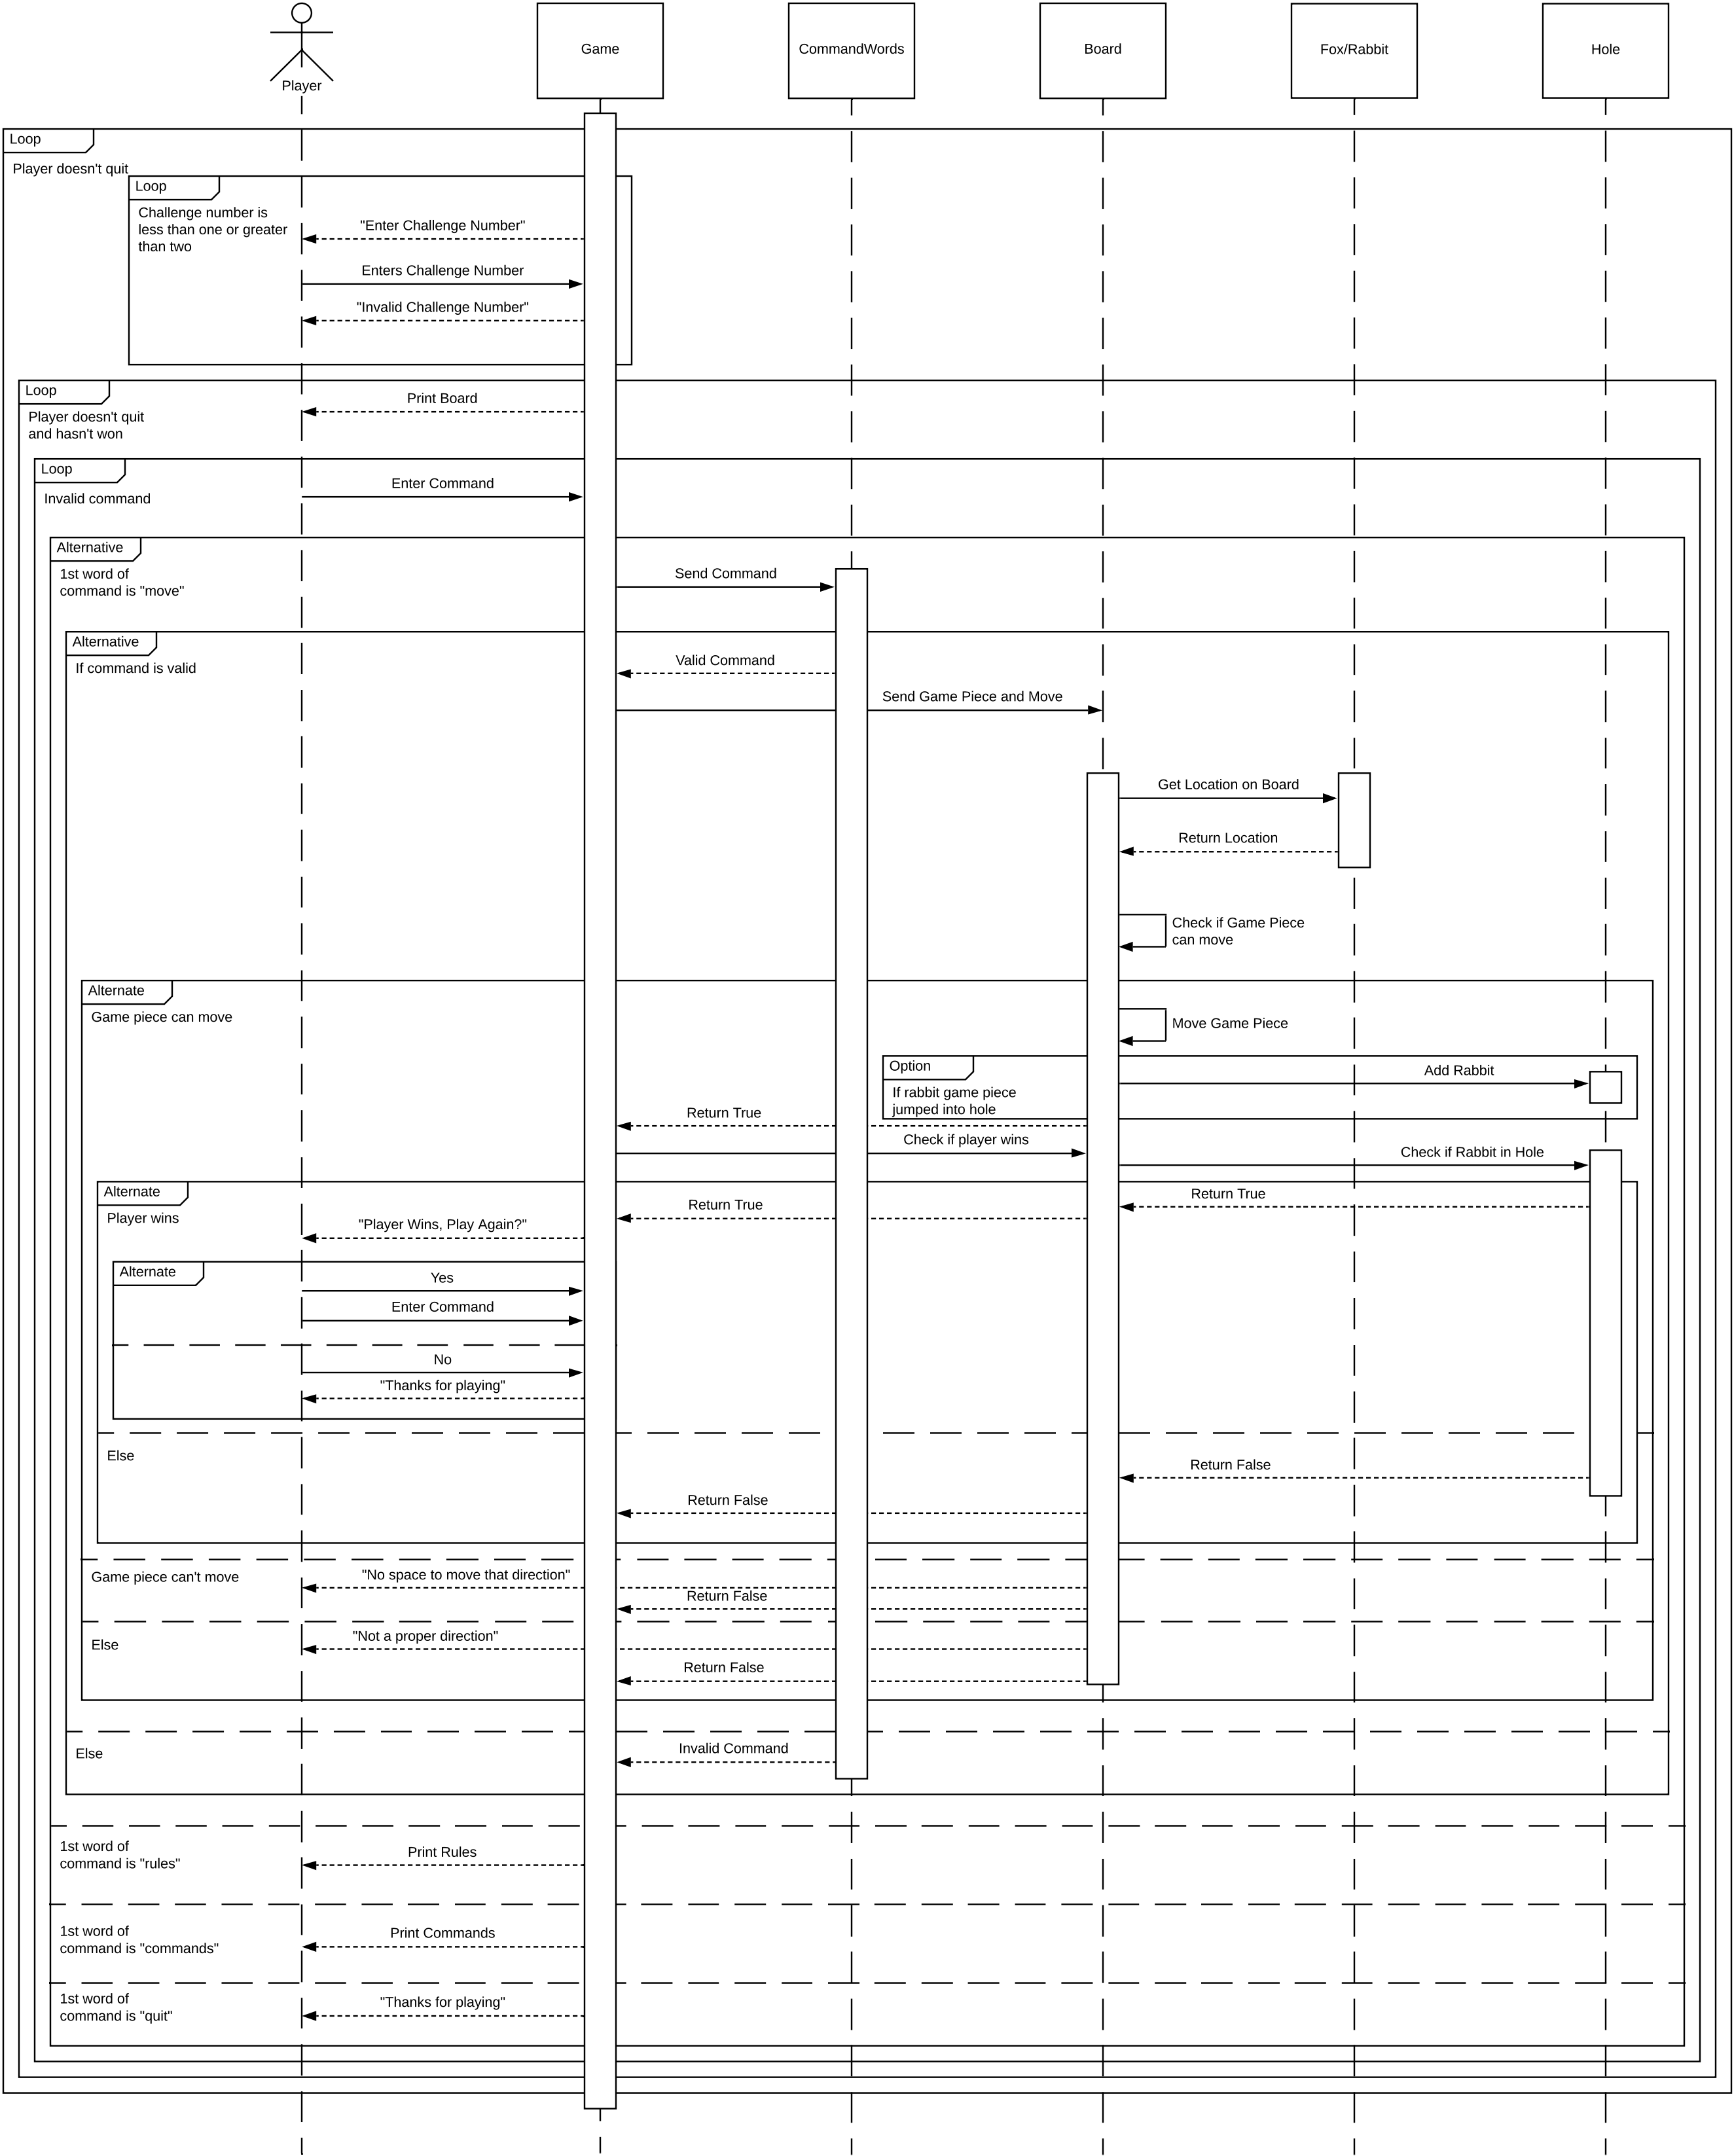 Player
Game
CommandWords
Board
Fox/Rabbit
Hole
Loop
Player doesn't quit
Loop
Challenge number is
less than one or greater
than two
"Enter Challenge Number"
Enters Challenge Number
"Invalid Challenge Number"
Loop
Player doesn't quit
and hasn't won
Print Board
Loop
Invalid command
Enter Command
Alternative
1st word of
command is "move"
Send Command
Alternative
If command is valid
Valid Command
Send Game Piece and Move
Get Location on Board
Return Location
Check if Game Piece
can move
Alternate
Game piece can move
Move Game Piece
Option
If rabbit game piece
jumped into hole
Add Rabbit
Return True
Check if player wins
Check if Rabbit in Hole
Alternate
Player wins
Return True
Return True
"Player Wins, Play Again?"
Alternate
Yes
Enter Command
No
"Thanks for playing"
Else
Return False
Return False
Game piece can't move
"No space to move that direction"
Return False
Else
"Not a proper direction"
Return False
Else
Invalid Command
1st word of
command is "rules"
Print Rules
1st word of
command is "commands"
Print Commands
1st word of
command is "quit"
"Thanks for playing"